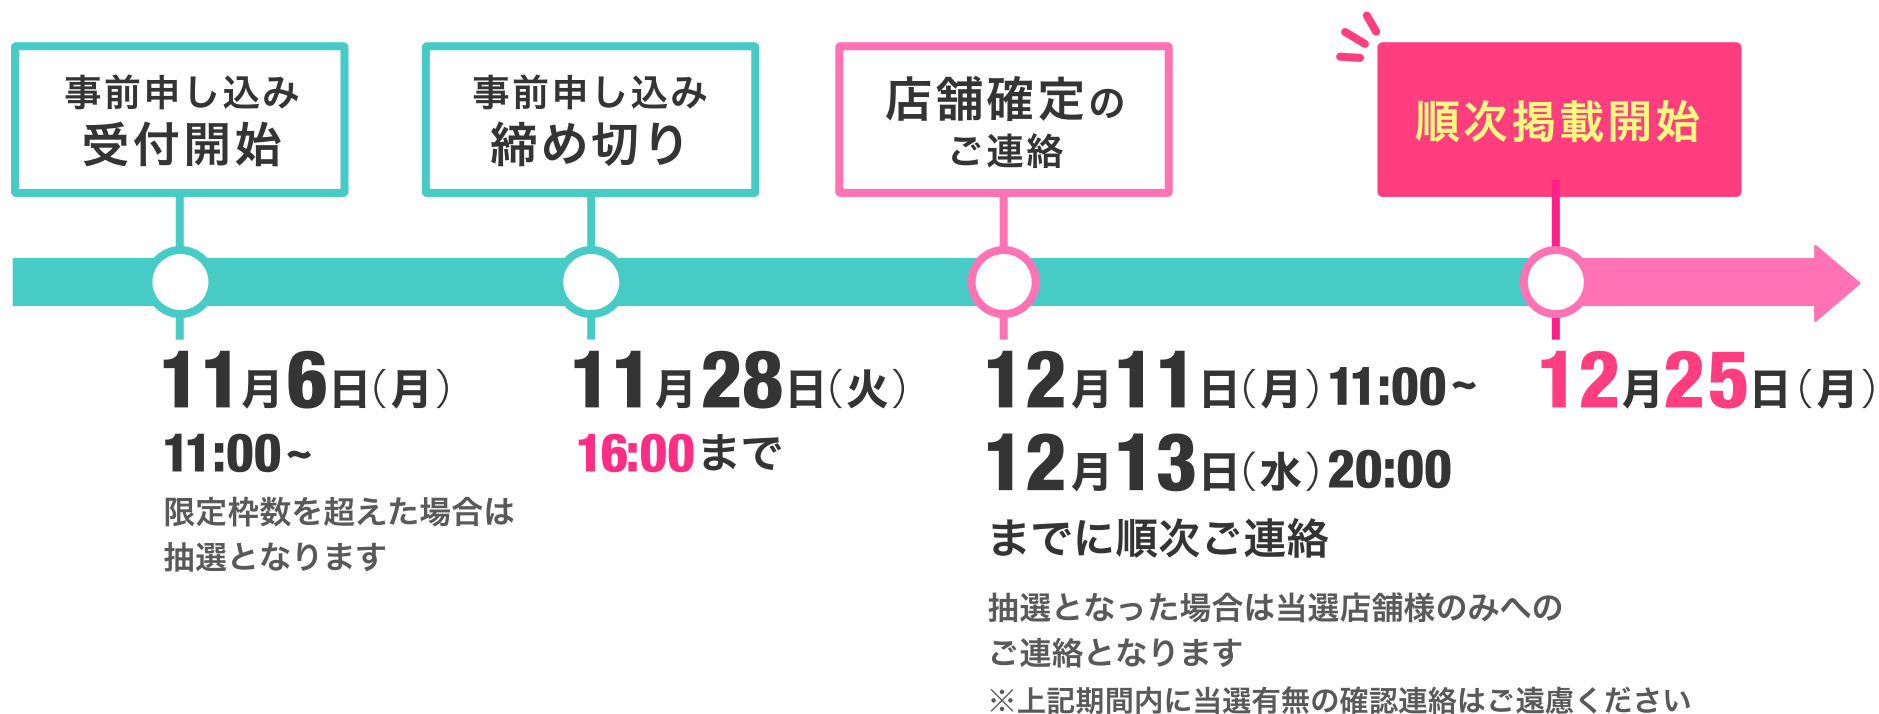 事前申し込み
受付開始
事前申し込み
締め切り
店舗確定の
ご連絡
順次掲載開始
11月6日（月）
11:00~
限定枠数を超えた場合は
抽選となります
11月28日（火）
16:00まで
12月11日（月）11:00~
12月13日（水）20:00
までに順次ご連絡
抽選となった場合は当選店舗様のみへの
ご連絡となります
※上記期間内に当選有無の確認連絡はご遠慮ください
12月25日（月）